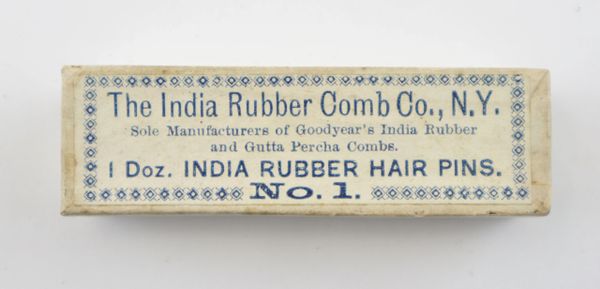 The India Rubber Comb Co., N.Y.
Sole Manufacturers of Goodyear's India Rubber
and Gutta Percha Combs.
1 Doz. INDIA RUBBER HAIR PINS.
No. 1.